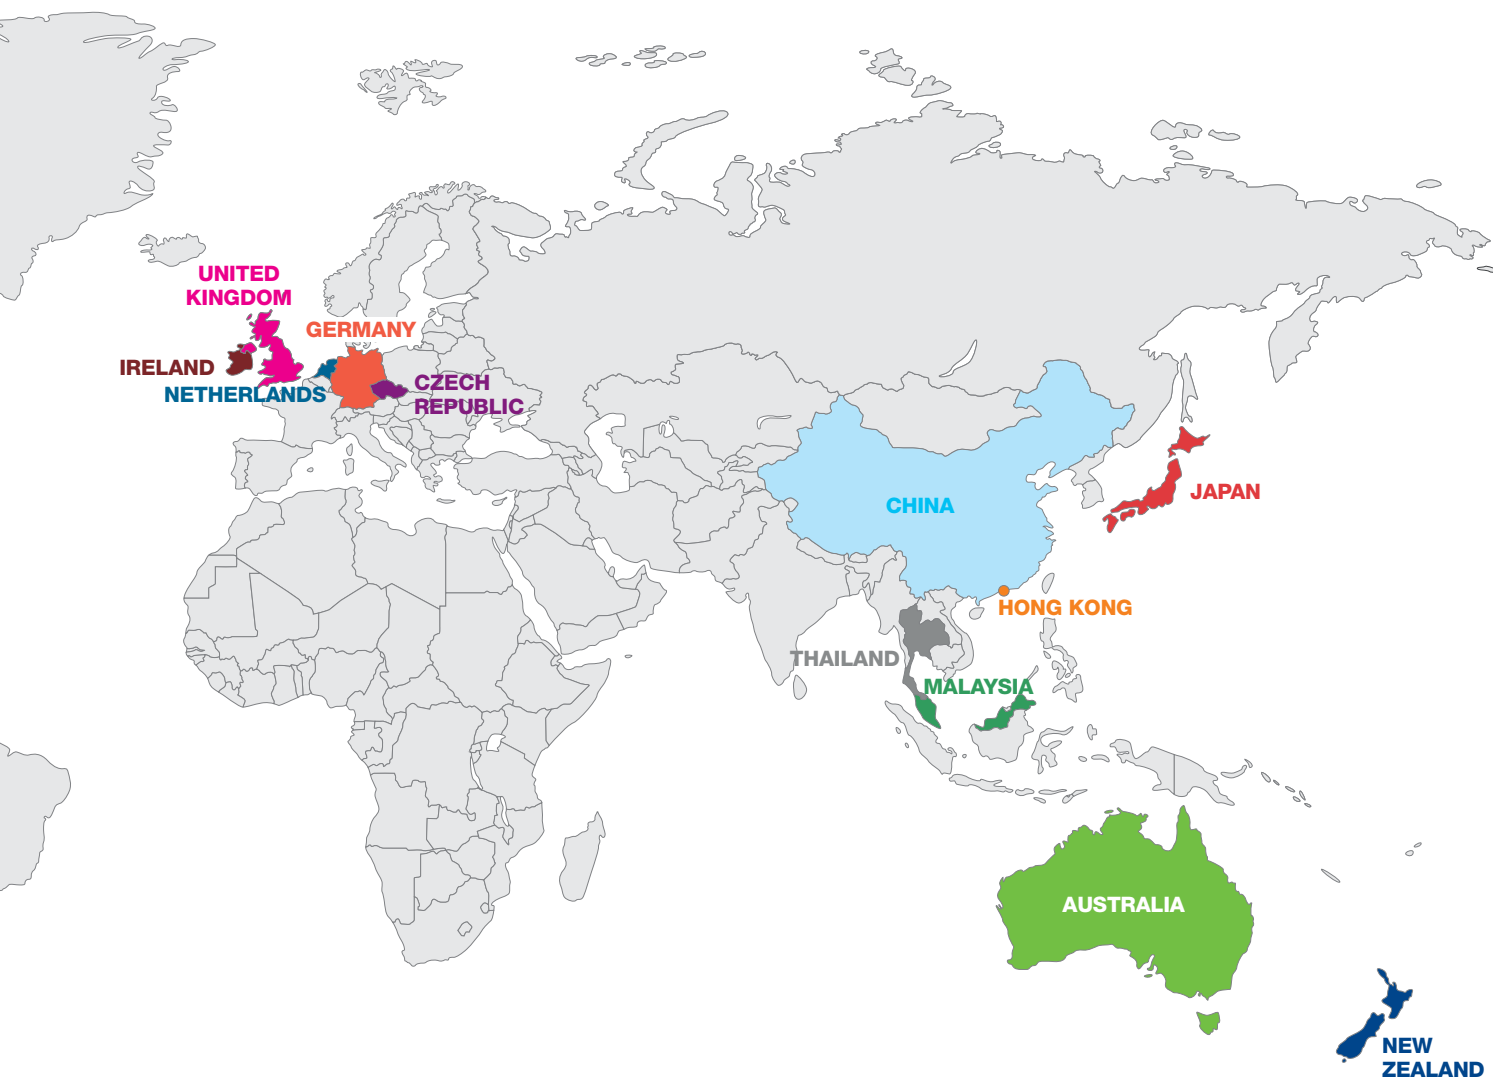 UNITED
KINGDOM
GERMANY
IRELAND
NETHERLANDS
CZECH
REPUBLIC
CHINA
JAPAN
HONG KONG
THAILAND
MALAYSIA
AUSTRALIA
NEW
ZEALAND